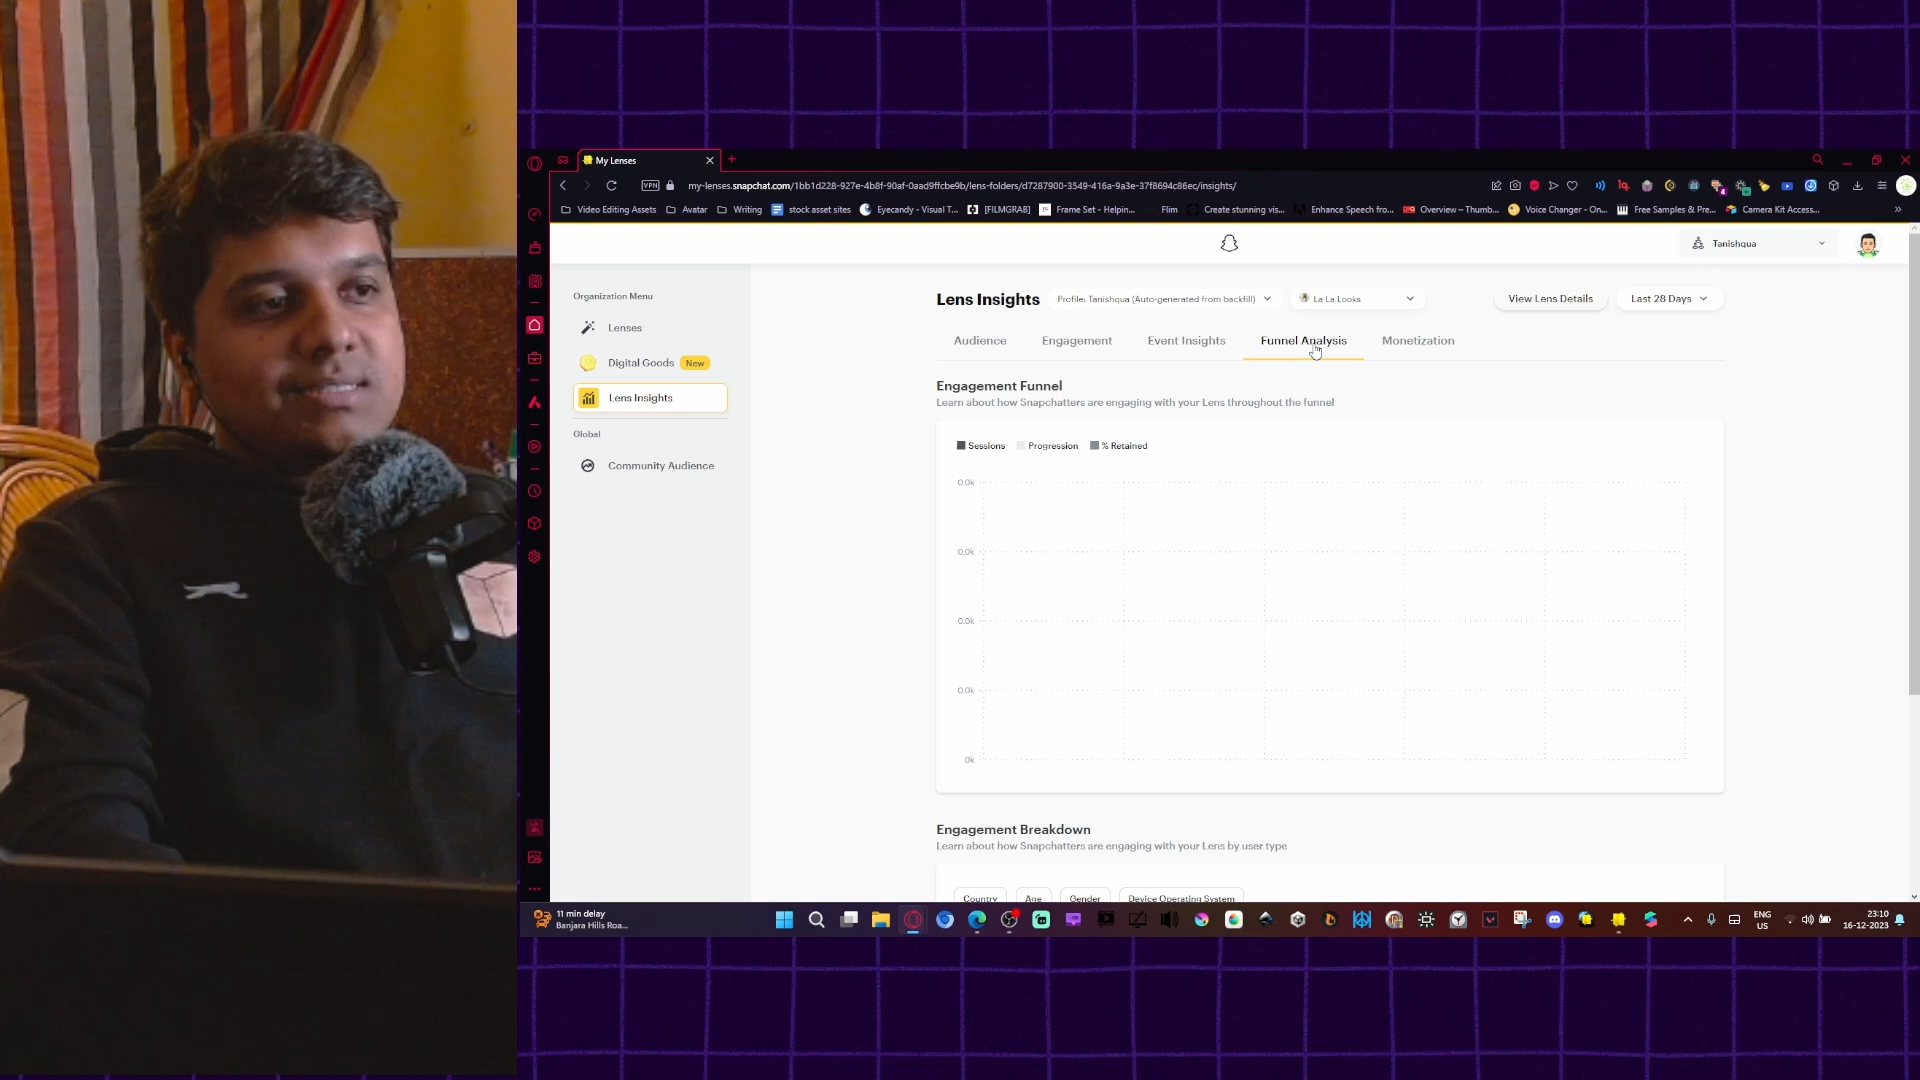 My Lenses
VPN
my-lenses.snapchat.com/1bb1d228-927e-4b8f-90af-0aad9ffcbe9b/lens-folders/d7287900-3549-416a-9a3e-37f8694c86ec/insights/
Video Editing Assets
Avatar
Writing
stock asset sites
Eyecandy - Visual T...
[FILMGRAB]
Frame Set - Helpin...
Flim
Create stunning vis...
Enhance Speech fro...
Overview – Thumb...
Voice Changer - On...
Free Samples & Pre...
Camera Kit Access...
Tanishqua
Organization Menu
Lenses
Digital Goods New
Lens Insights
Global
Community Audience
Lens Insights
Profile: Tanishqua (Auto-generated from backfill)
La La Looks
View Lens Details
Last 28 Days
Audience
Engagement
Event Insights
Funnel Analysis
Monetization
Engagement Funnel
Learn about how Snapchatters are engaging with your Lens throughout the funnel
Sessions
Progression
% Retained
0.0k
0.0k
0.0k
0.0k
0k
Engagement Breakdown
Learn about how Snapchatters are engaging with your Lens by user type
Country
Age
Gender
Device Operating System
11 min delay
Banjara Hills Roa...
ENG
US
23:10
16-12-2023